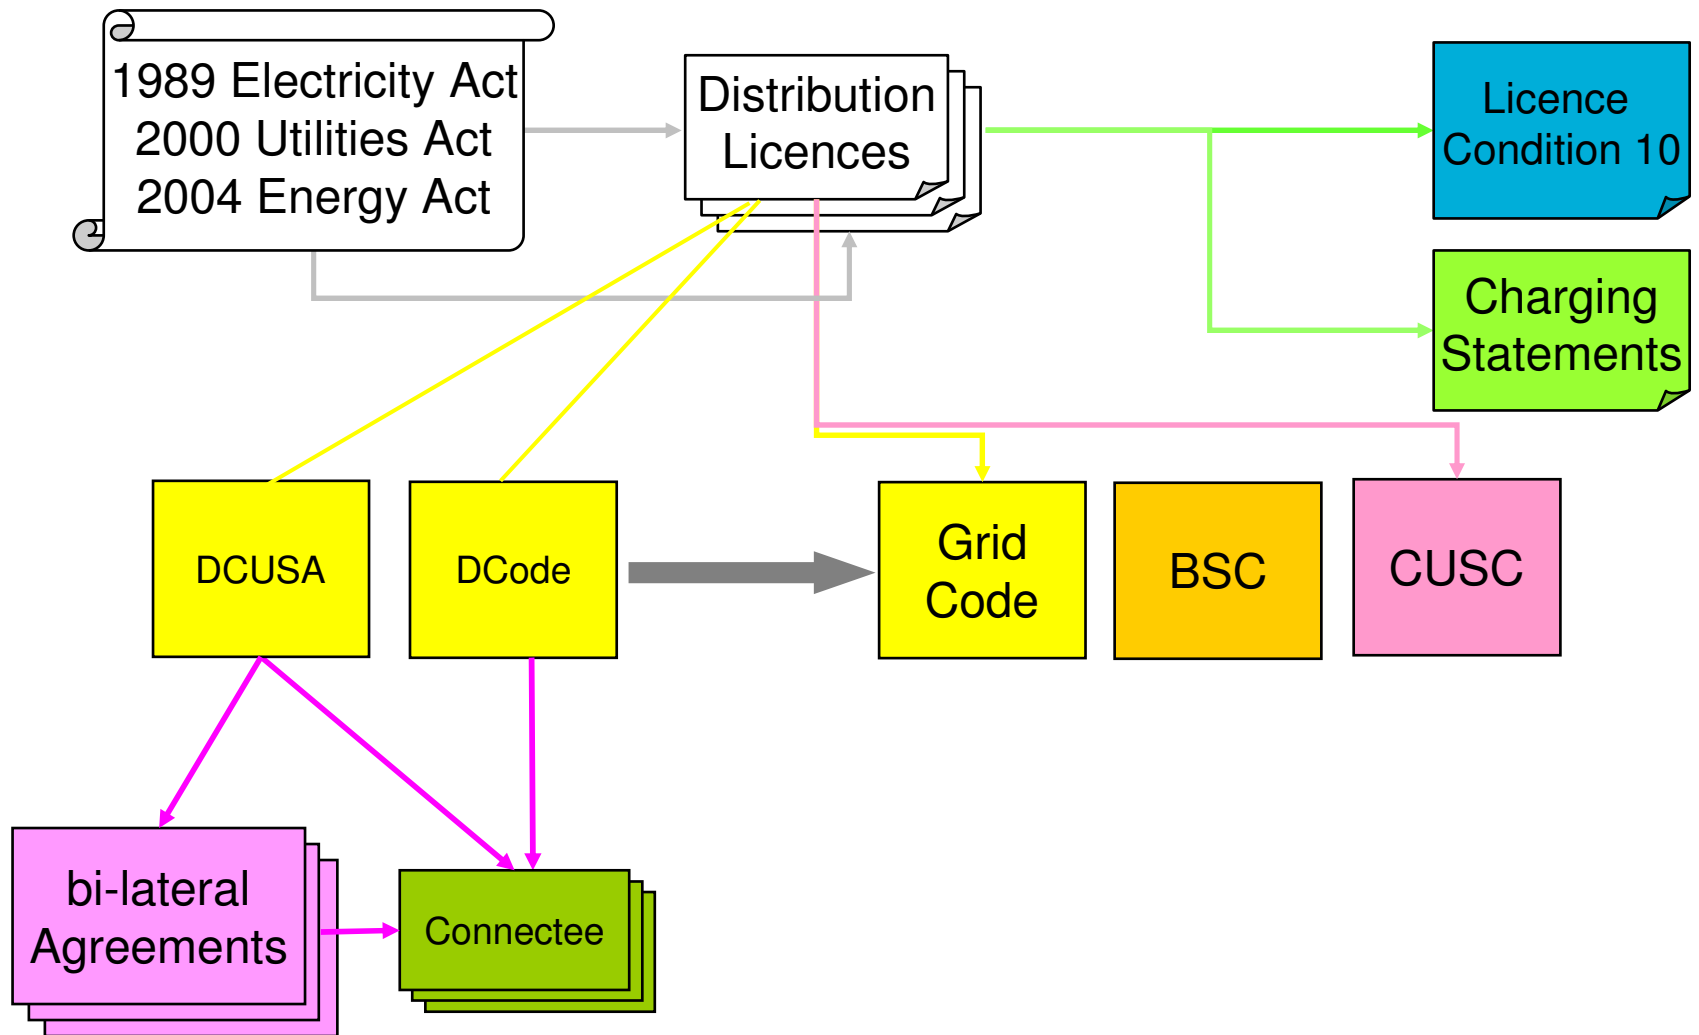 1989 Electricity Act
2000 Utilities Act
2004 Energy Act
Distribution
Licences
Licence
Condition 10
Charging
Statements
DCUSA
DCode
Grid
Code
BSC
CUSC
bi-lateral
Agreements
Connectee